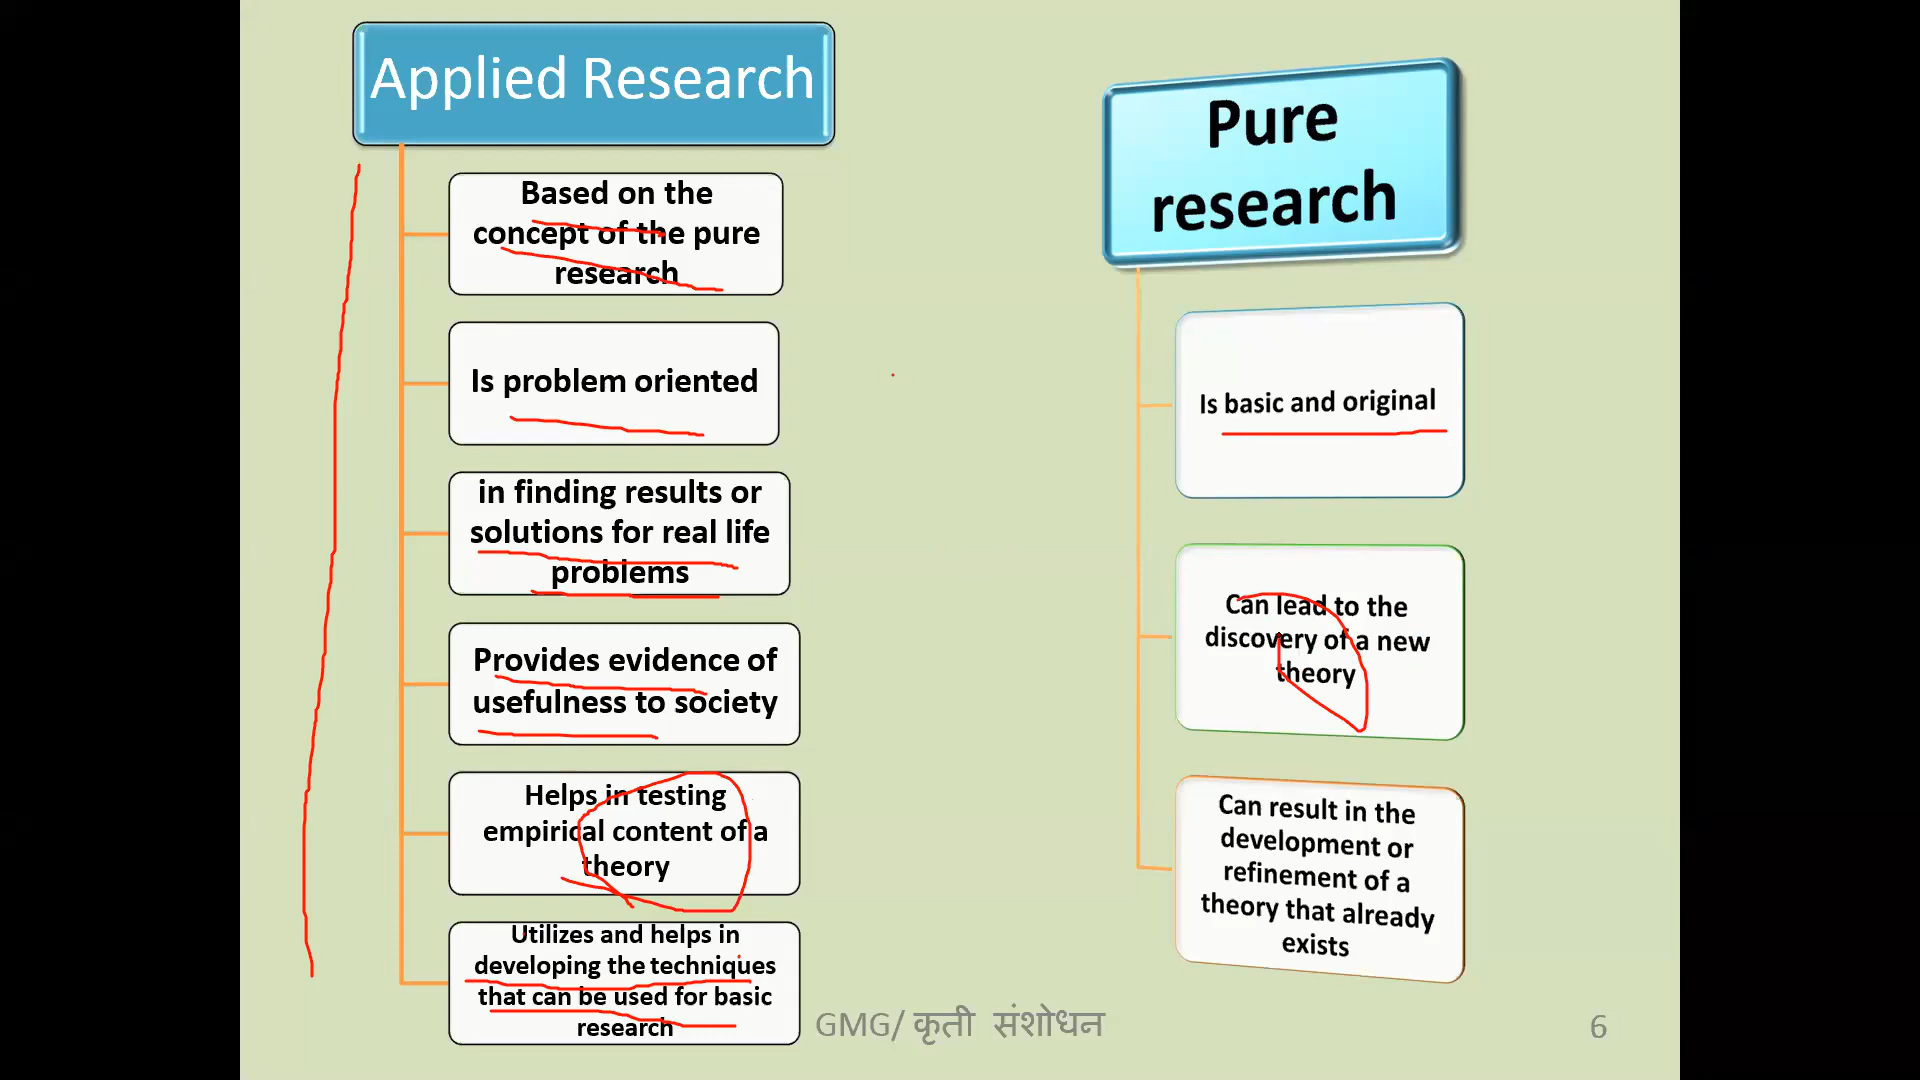 Applied Research
Based on the
concept of the pure
research
Is problem oriented
in finding results or
solutions for real life
problems
Provides evidence of
usefulness to society
Helps in testing
empirical content of a
theory
Utilizes and helps in
developing the techniques
that can be used for basic
research
Pure
research
Is basic and original
Can lead to the
discovery of a new
theory
Can result in the
development or
refinement of a
theory that already
exists
GMG/ कृती संशोधन
6